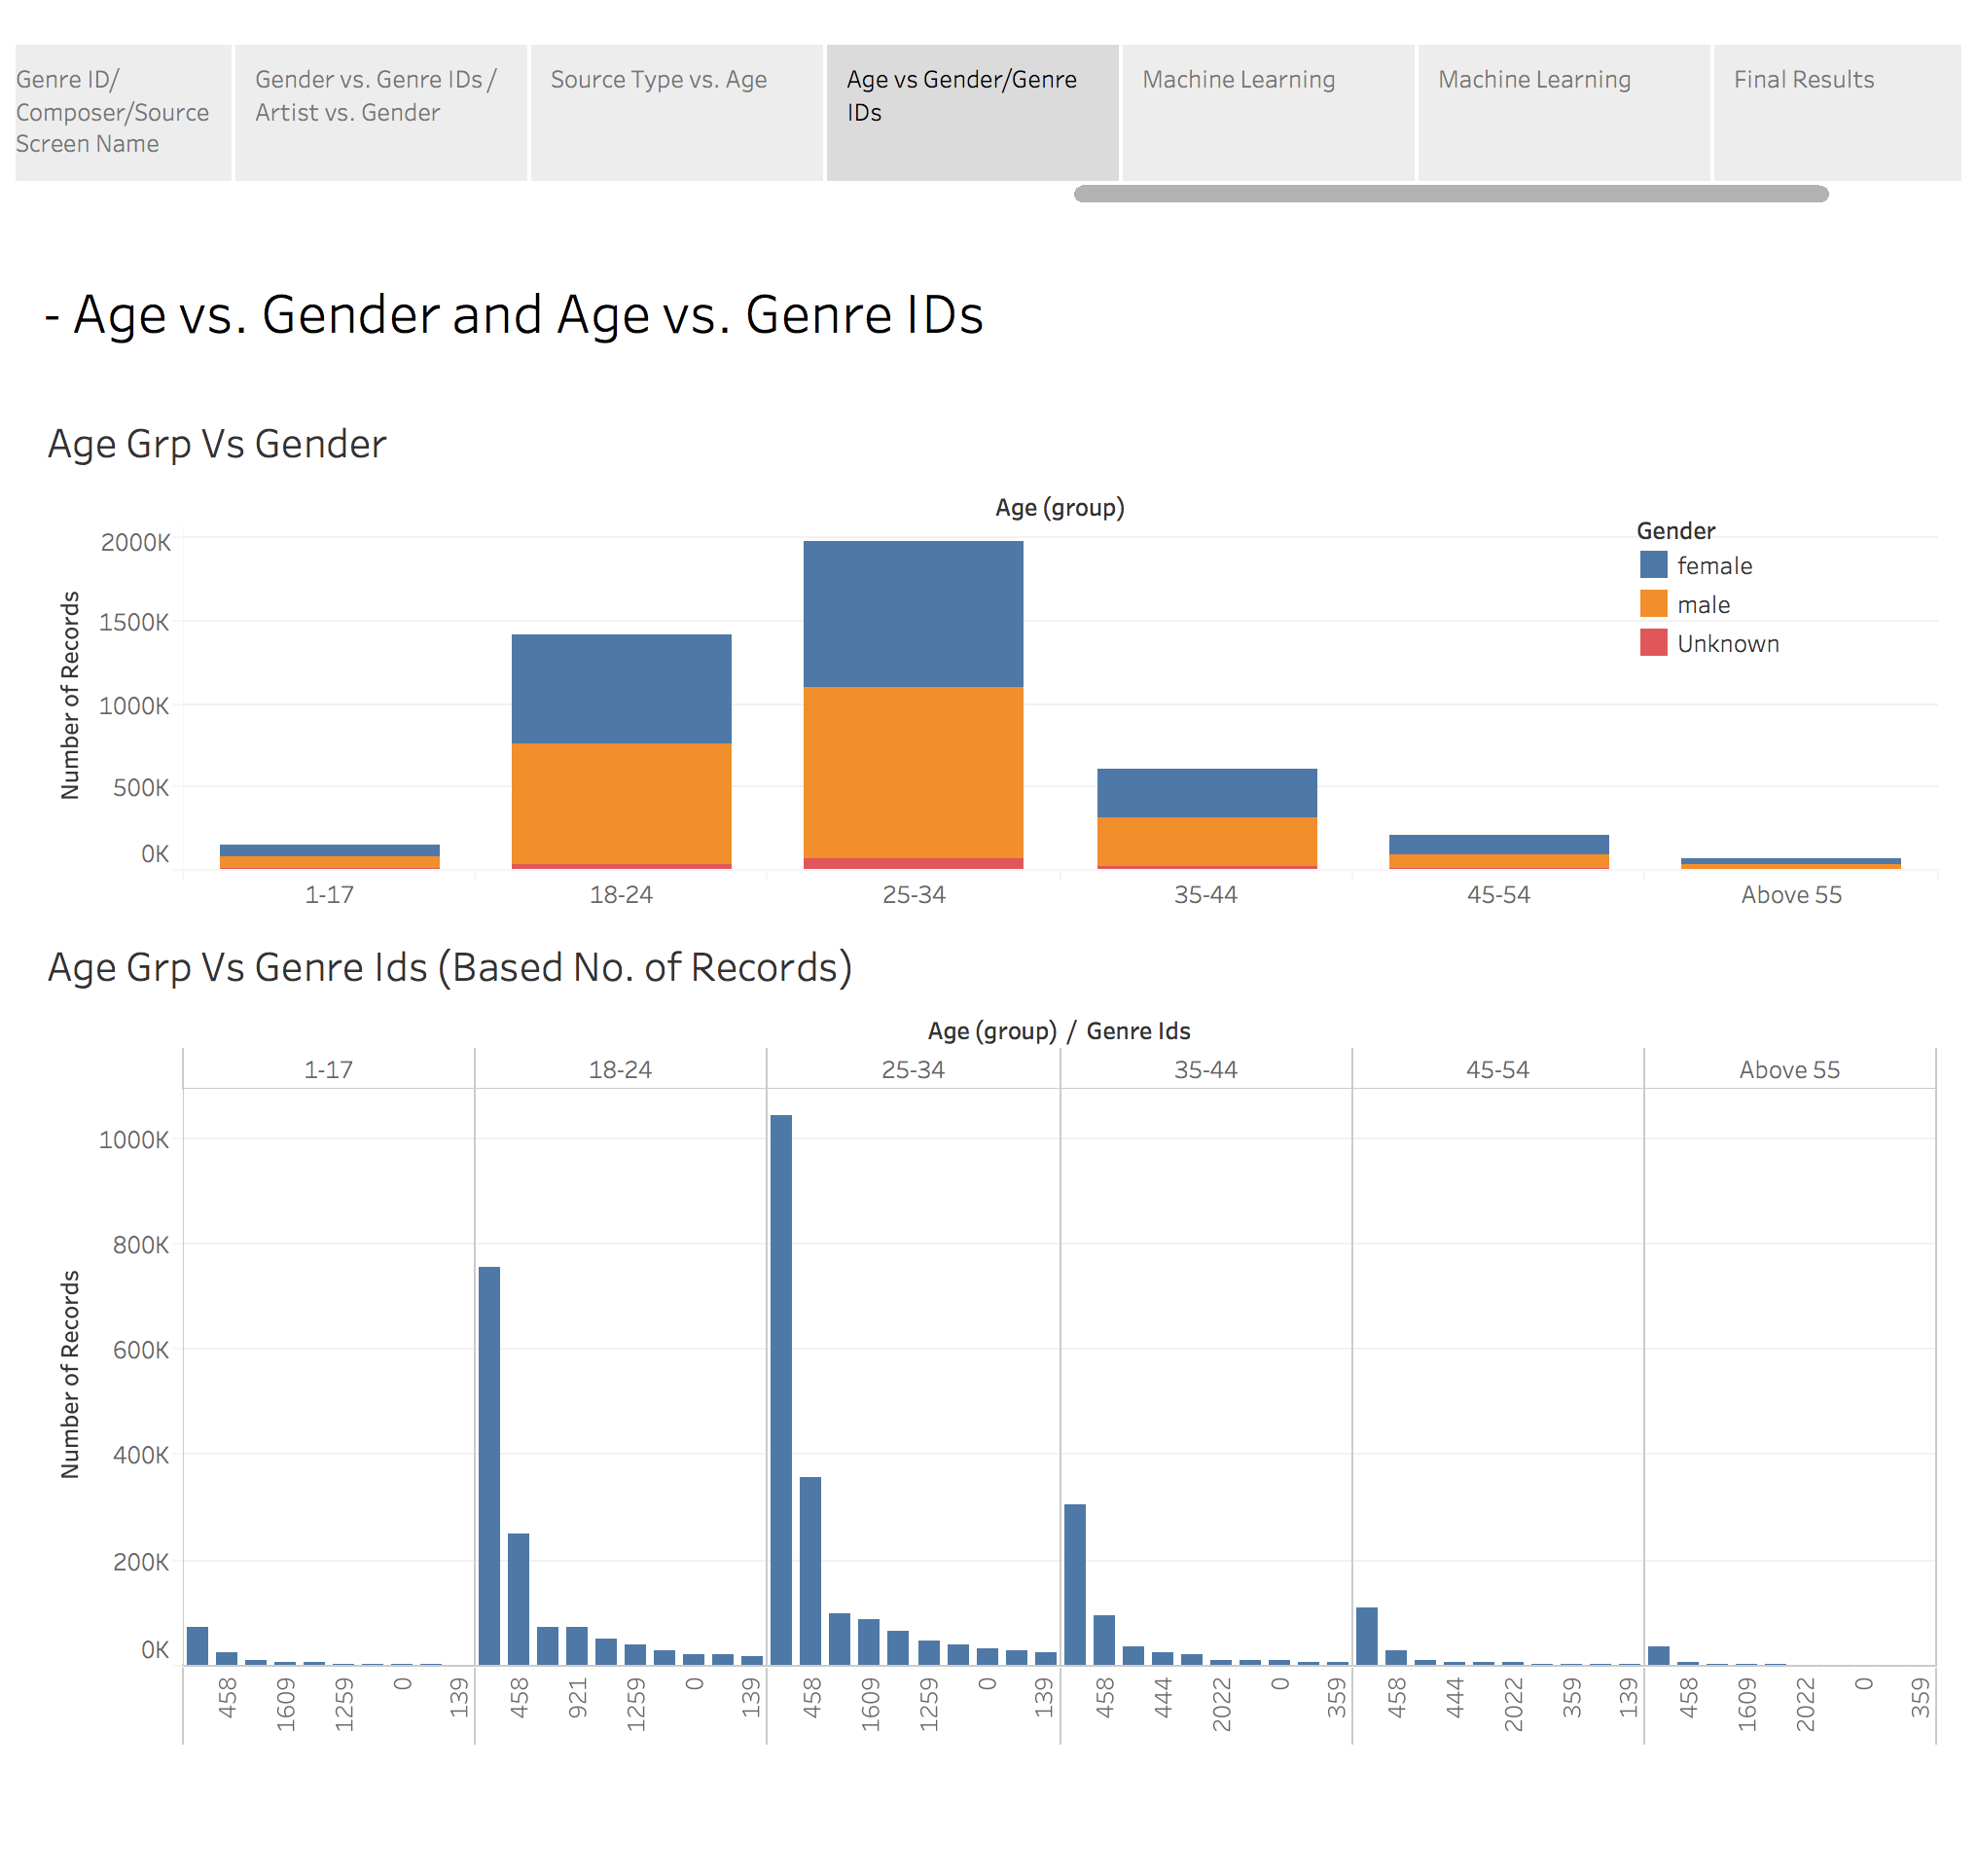 Genre ID/
Composer/Source
Screen Name
Gender vs. Genre IDs /
Artist vs. Gender
Source Type vs. Age
Age vs Gender/Genre
IDs
Machine Learning
Machine Learning
Final Results
- Age vs. Gender and Age vs. Genre IDs
Age Grp Vs Gender
Age (group)
Number of Records
2000K
1500K
1000K
500K
0K
Gender
female
male
Unknown
1-17 18-24 25-34 35-44 45-54 Above 55
Age Grp Vs Genre Ids (Based No. of Records)
Age (group) / Genre Ids
1-17 18-24 25-34 35-44 45-54 Above 55
Number of Records
1000K
800K
600K
400K
200K
0K
458 1609 1259 0 139 458 921 1259 0 139 458 1609 1259 0 139 458 444 2022 0 359 458 444 2022 359 139 458 1609 2022 0 359